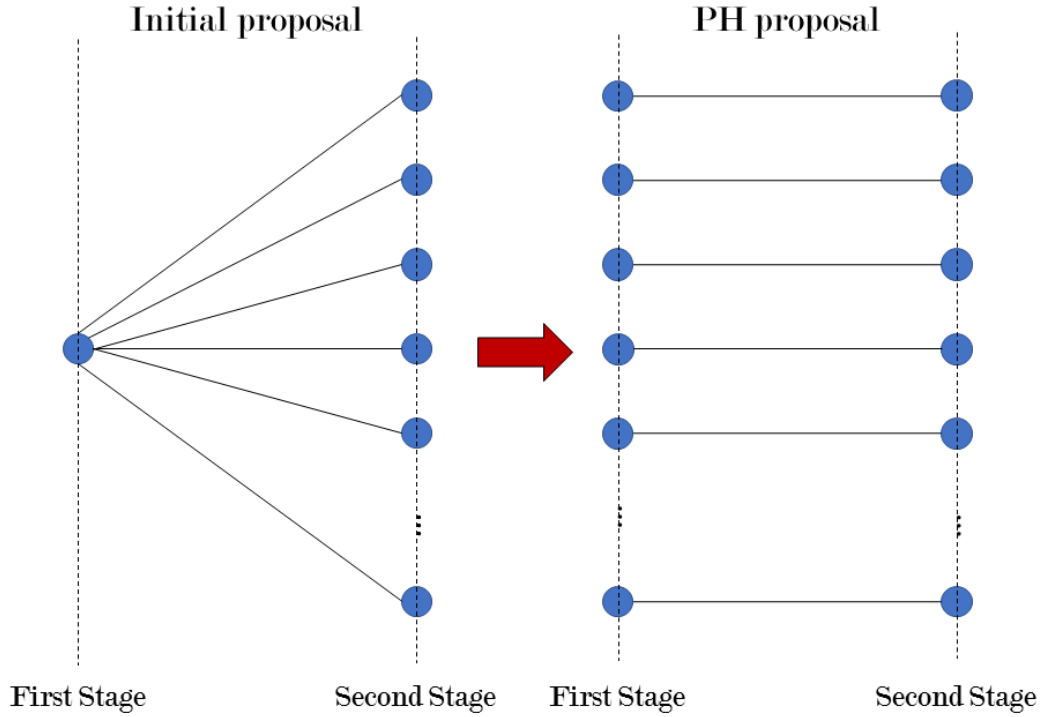 Initial proposal
PH proposal
First Stage
Second Stage
First Stage
Second Stage